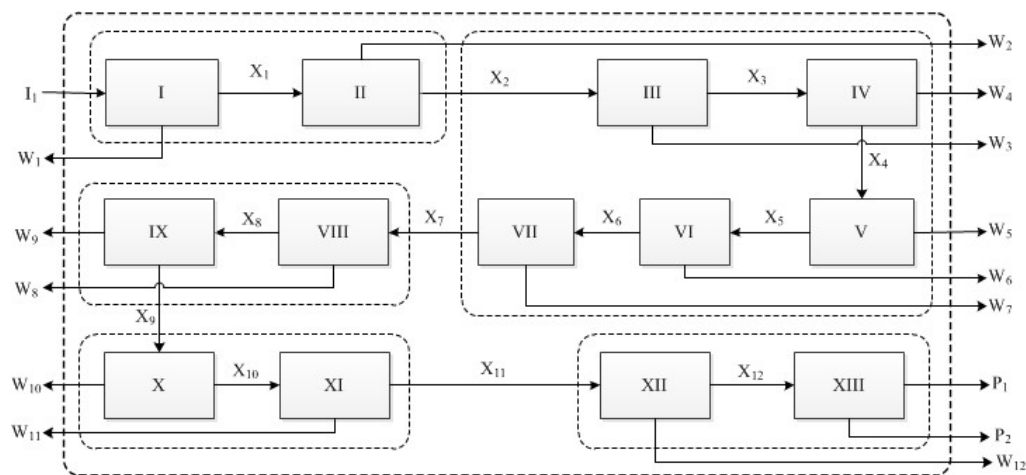 W₂
X₁ X₂ X₃
I₁ I II III IV W₄
W₁ W₃
X₄
X₈ X₇ X₆ X₅
W₉ IX VIII VII VI V W₅
W₈ W₆
W₇
X₉
X₁₀ X₁₁ X₁₂
W₁₀ X XI XII XIII P₁
W₁₁ P₂
W₁₂